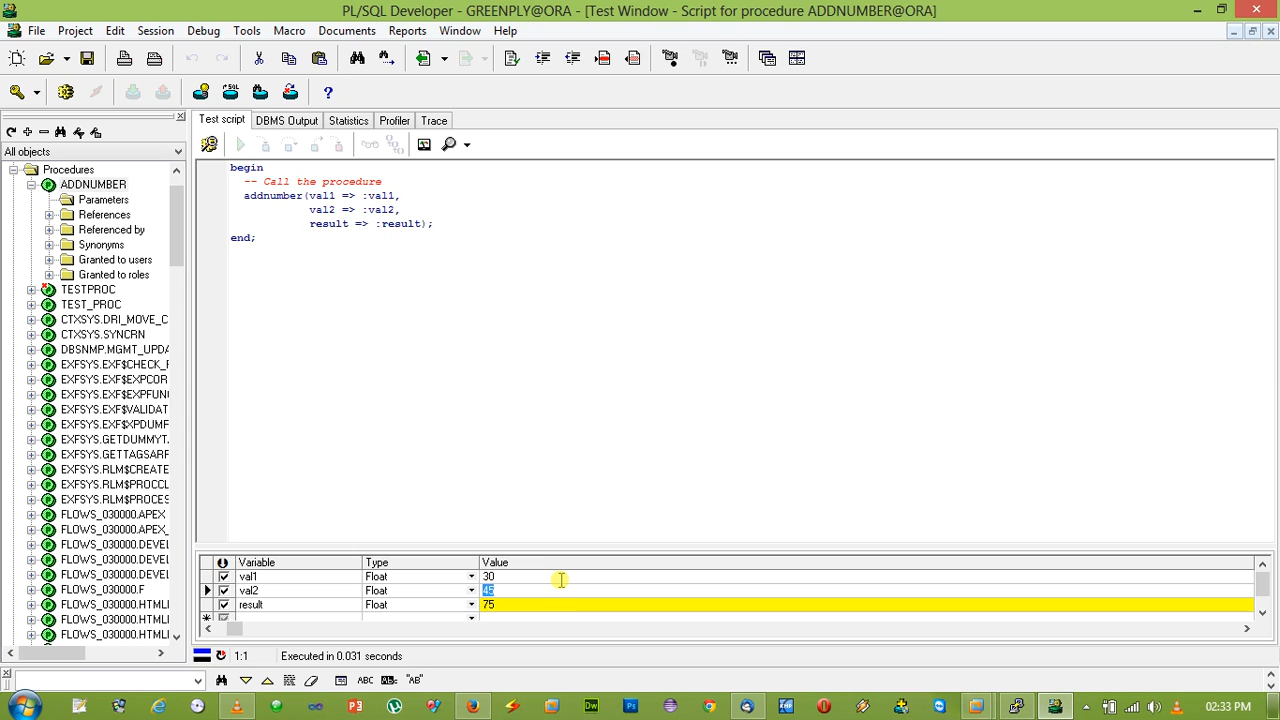 PL/SQL Developer - GREENPLY@ORA - [Test Window - Script for procedure ADDNUMBER@ORA]
File Project Edit Session Debug Tools Macro Documents Reports Window Help
Test script DBMS Output Statistics Profiler Trace
All objects
Procedures
ADDNUMBER
Parameters
References
Referenced by
Synonyms
Granted to users
Granted to roles
TESTPROC
TEST_PROC
CTXSYS.DRI_MOVE_C
CTXSYS.SYNCRN
DBSNMP.MGMT_UPDA
EXFSYS.EXF$CHECK_F
EXFSYS.EXF$EXPCOR
EXFSYS.EXF$EXPFUN
EXFSYS.EXF$VALIDAT
EXFSYS.EXF$XPDUMF
EXFSYS.GETDUMMYT.
EXFSYS.GETTAGSARF
EXFSYS.RLM$CREATE
EXFSYS.RLM$PROCCL
EXFSYS.RLM$PROCES
FLOWS_030000.APEX
FLOWS_030000.APEX_
FLOWS_030000.DEVEL
FLOWS_030000.DEVEL
FLOWS_030000.DEVEL
FLOWS_030000.F
FLOWS_030000.HTMLI
FLOWS_030000.HTMLI
FLOWS_030000.HTMLI
begin
-- Call the procedure
addnumber(val1 => :val1,
val2 => :val2,
result => :result);
end;
Variable Type Value
val1 Float 30
val2 Float 45
result Float 75
1:1 Executed in 0.031 seconds
ABC "AB"
02:33 PM